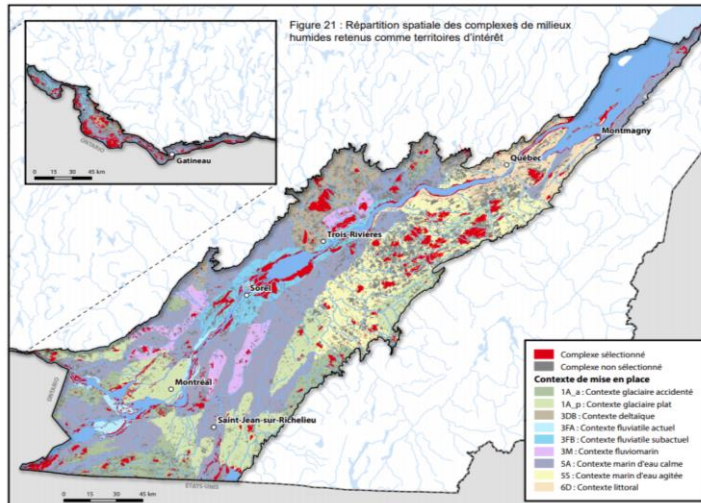 Figure 21 : Répartition spatiale des complexes de milieux
humides retenus comme territoires d'intérêt
ONTARIO
Gatineau
0 15 30 45 km
Montmagny
Québec
Trois-Rivières
Sorel
ONTARIO
Montréal
Saint-Jean-sur-Richelieu
ÉTATS-UNIS
0 15 30 45 km
Complexe sélectionné
Complexe non sélectionné
Contexte de mise en place
1A_a : Contexte glaciaire accidenté
1A_p : Contexte glaciaire plat
3DB : Contexte deltaïque
3FA : Contexte fluviatile actuel
3FB : Contexte fluviatile subactuel
3M : Contexte fluviomarin
5A : Contexte marin d'eau calme
5S : Contexte marin d'eau agitée
6D : Contexte littoral